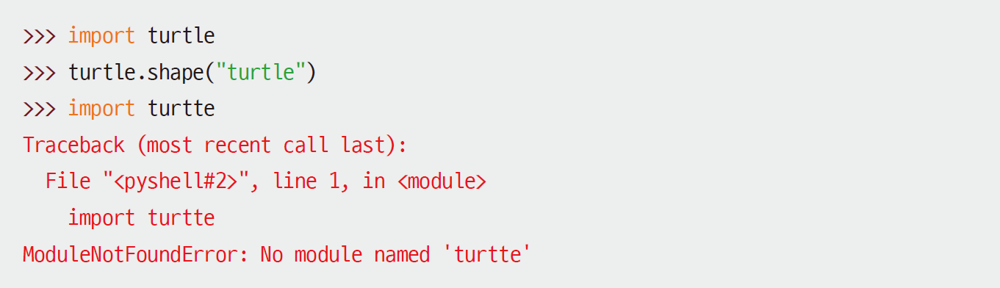 >>> import turtle
>>> turtle.shape("turtle")
>>> import turtte
Traceback (most recent call last):
  File "<pyshell#2>", line 1, in <module>
    import turtte
ModuleNotFoundError: No module named 'turtte'